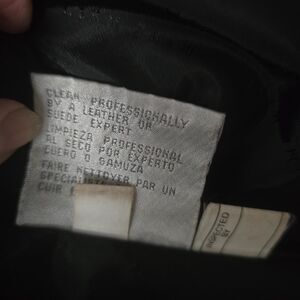 CLEAN PROFESSIONALLY
BY A LEATHER OR
SUEDE EXPERT
LIMPIEZA PROFESSIONAL
AL SECO POR EXPERTO
CUERO O GAMUZA
FAIRE NETTOYER PAR UN
SPECIALISTE
CUIR
INSPECTED
BY